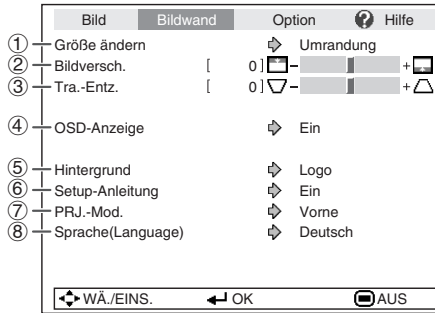 Bild Bildwand Option ? Hilfe
① Größe ändern Umrandung
② Bildversch. [ 0 ] – +
③ Tra.-Entz. [ 0 ] – +
④ OSD-Anzeige Ein
⑤ Hintergrund Logo
⑥ Setup-Anleitung Ein
⑦ PRJ.-Mod. Vorne
⑧ Sprache(Language) Deutsch
WÄ./EINS. OK AUS